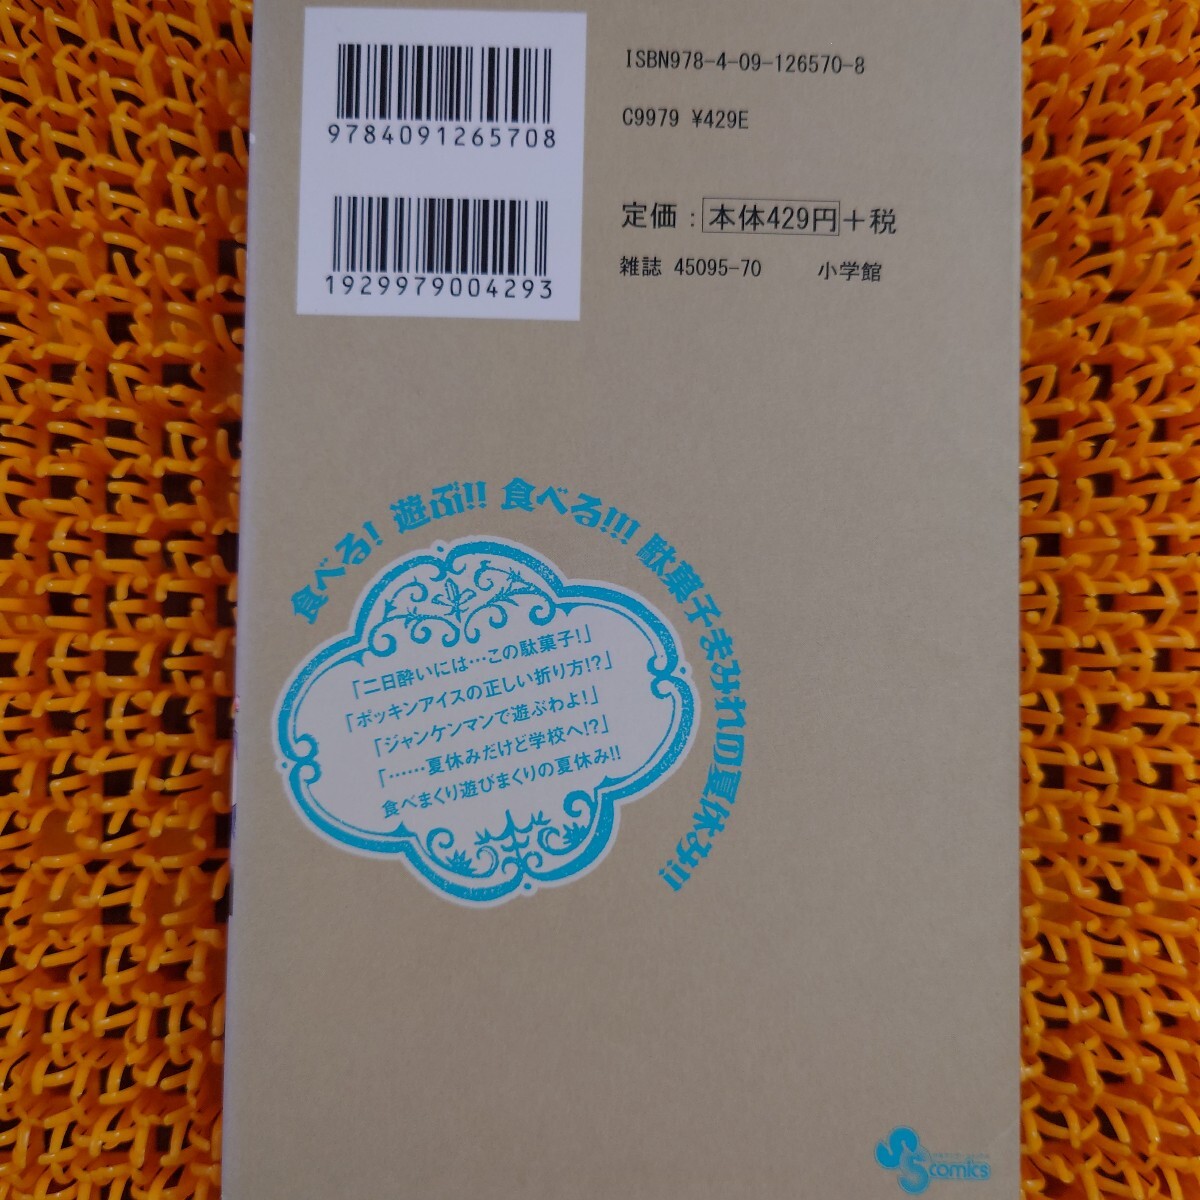 9784091265708
1929979004293
ISBN978-4-09-126570-8
C9979 ¥429E
定価：本体429円＋税
雑誌 45095-70 小学館
食べる！遊ぶ!!食べる!!!駄菓子まみれの夏休み!!
「二日酔いには…この駄菓子！」
「ポッキンアイスの正しい折り方!?」
「ジャンケンマンで遊ぶわよ！」
「……夏休みだけど学校へ!?」
食べまくり遊びまくりの夏休み!!
SS comics